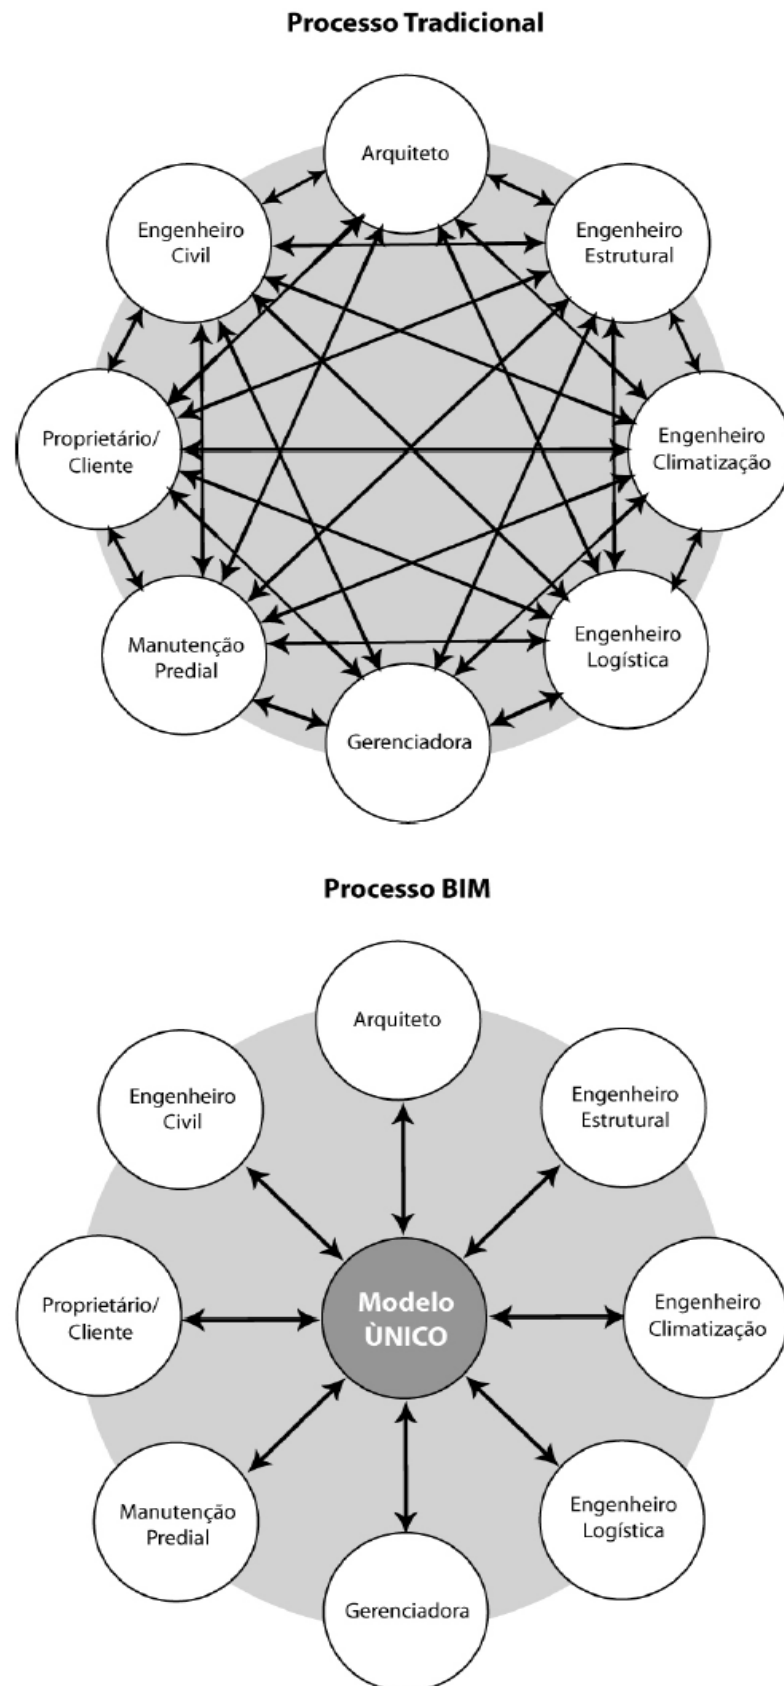 Processo Tradicional
Arquiteto
Engenheiro
Civil
Engenheiro
Estrutural
Proprietário/
Cliente
Engenheiro
Climatização
Manutenção
Predial
Engenheiro
Logística
Gerenciadora
Processo BIM
Arquiteto
Engenheiro
Civil
Engenheiro
Estrutural
Proprietário/
Cliente
Modelo
ÙNICO
Engenheiro
Climatização
Manutenção
Predial
Engenheiro
Logística
Gerenciadora